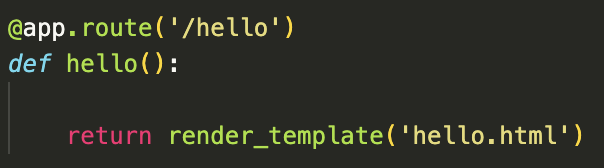 @app.route('/hello')
def hello():
return render_template('hello.html')